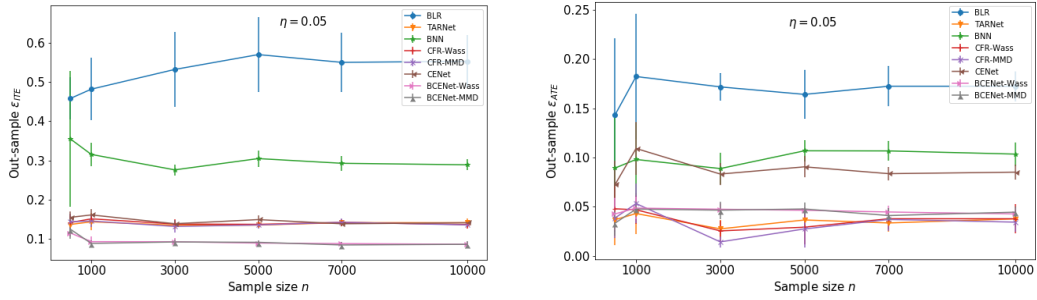 η = 0.05
BLR
TARNet
BNN
CFR-Wass
CFR-MMD
CENet
BCENet-Wass
BCENet-MMD
Out-sample ε_ITE
0.6
0.5
0.4
0.3
0.2
0.1
1000
3000
5000
7000
10000
Sample size n
η = 0.05
BLR
TARNet
BNN
CFR-Wass
CFR-MMD
CENet
BCENet-Wass
BCENet-MMD
Out-sample ε_ATE
0.25
0.20
0.15
0.10
0.05
0.00
1000
3000
5000
7000
10000
Sample size n